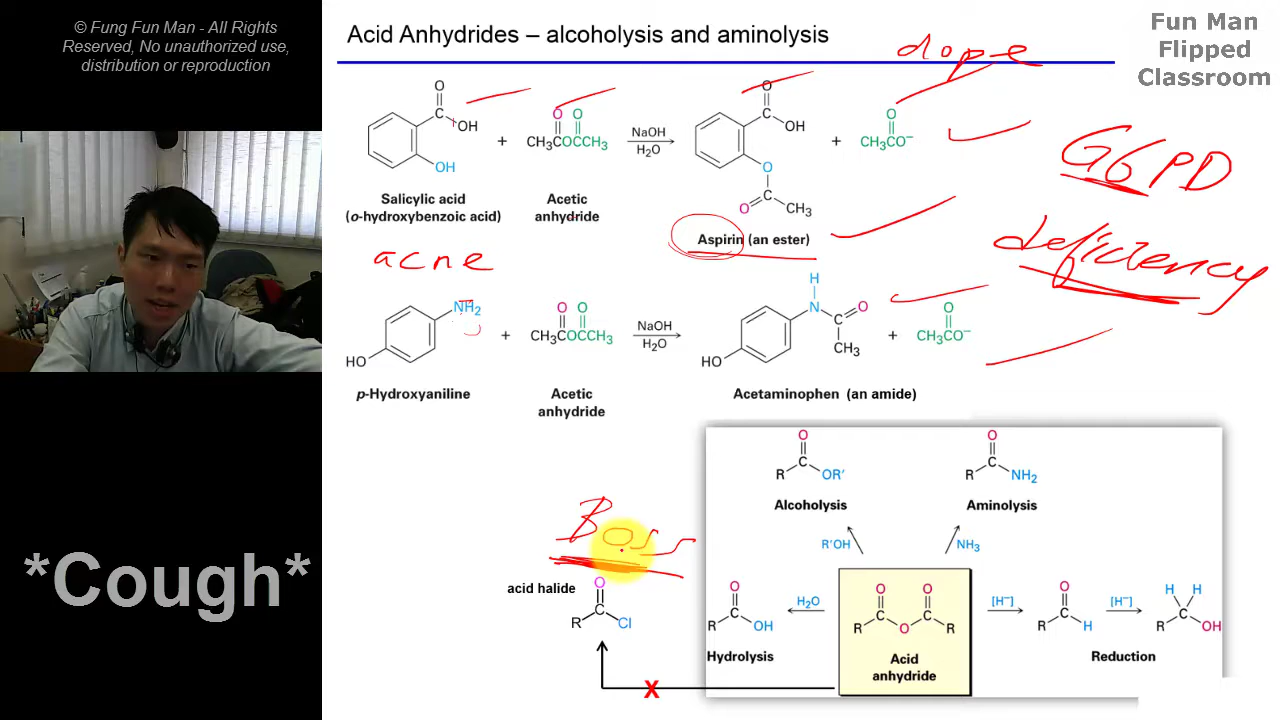 © Fung Fun Man - All Rights
Reserved, No unauthorized use,
distribution or reproduction
Acid Anhydrides – alcoholysis and aminolysis
Fun Man
Flipped
Classroom
dope
O
C
OH
OH
+
O O
CH₃COCCH₃
NaOH
H₂O
O
C
OH
O
O
C
CH₃
+
O
CH₃CO⁻
G6PD
deficiency
Salicylic acid
(o-hydroxybenzoic acid)
Acetic
anhydride
Aspirin (an ester)
acne
NH₂
HO
+
O O
CH₃COCCH₃
NaOH
H₂O
H
N
O
C
CH₃
HO
+
O
CH₃CO⁻
p-Hydroxyaniline
Acetic
anhydride
Acetaminophen (an amide)
O
C
R
OR′
Alcoholysis
O
C
R
NH₂
Aminolysis
R′OH
NH₃
Boss
acid halide
O
C
R
Cl
*Cough*
O
C
R
OH
Hydrolysis
H₂O
O O
C C
R O R
Acid
anhydride
[H⁻]
O
C
R
H
[H⁻]
H H
C
R
OH
Reduction
X